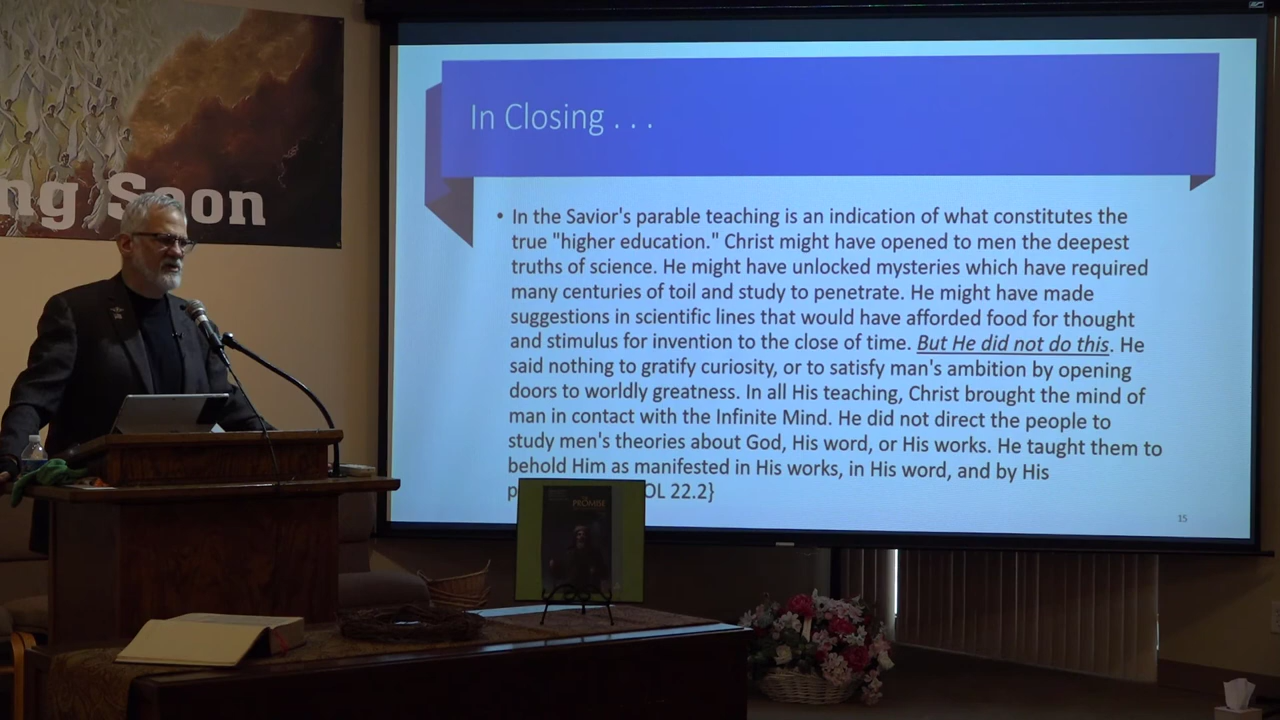 ng Soon
In Closing . . .
• In the Savior's parable teaching is an indication of what constitutes the
true "higher education." Christ might have opened to men the deepest
truths of science. He might have unlocked mysteries which have required
many centuries of toil and study to penetrate. He might have made
suggestions in scientific lines that would have afforded food for thought
and stimulus for invention to the close of time. But He did not do this. He
said nothing to gratify curiosity, or to satisfy man's ambition by opening
doors to worldly greatness. In all His teaching, Christ brought the mind of
man in contact with the Infinite Mind. He did not direct the people to
study men's theories about God, His word, or His works. He taught them to
behold Him as manifested in His works, in His word, and by His
OL 22.2}
15
PROMISE